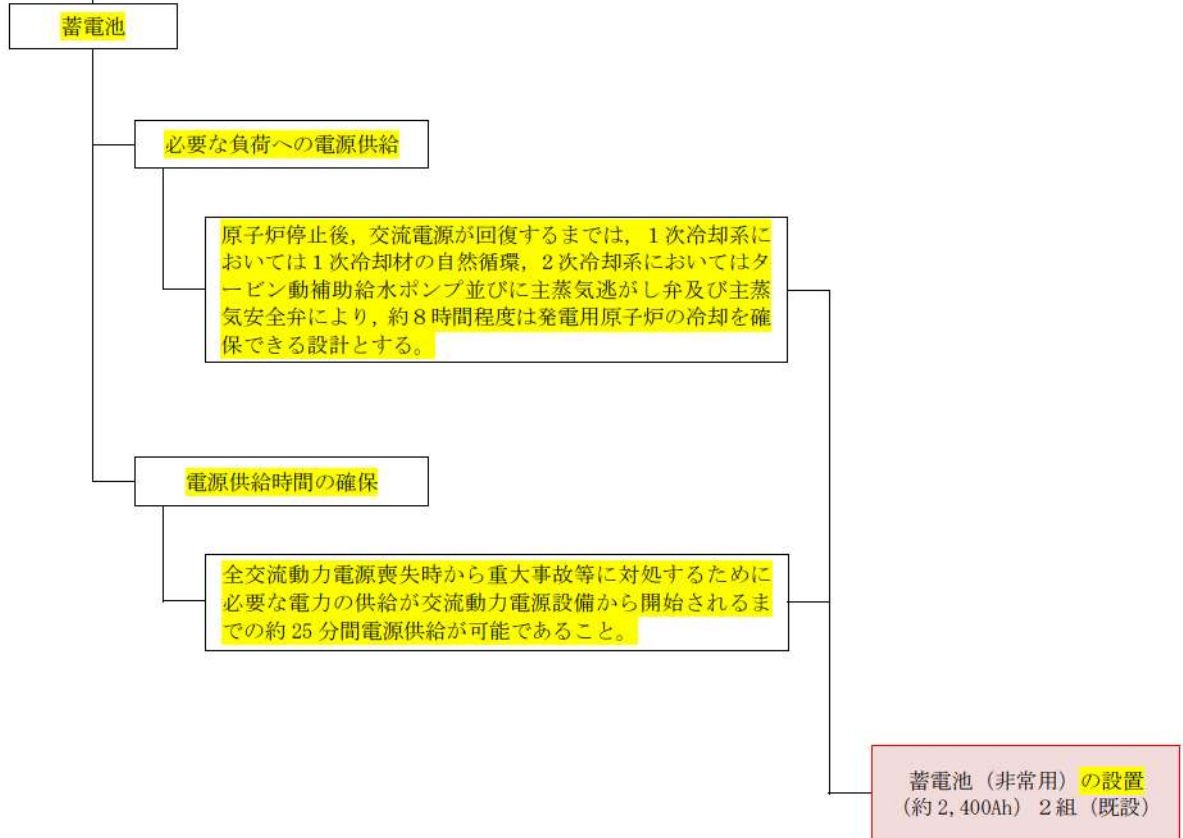 蓄電池
必要な負荷への電源供給
原子炉停止後，交流電源が回復するまでは，１次冷却系に
おいては１次冷却材の自然循環，２次冷却系においてはタ
ービン動補助給水ポンプ並びに主蒸気逃がし弁及び主蒸
気安全弁により，約８時間程度は発電用原子炉の冷却を確
保できる設計とする。
電源供給時間の確保
全交流動力電源喪失時から重大事故等に対処するために
必要な電力の供給が交流動力電源設備から開始されるま
での約 25 分間電源供給が可能であること。
蓄電池（非常用）の設置
（約 2,400Ah）２組（既設）